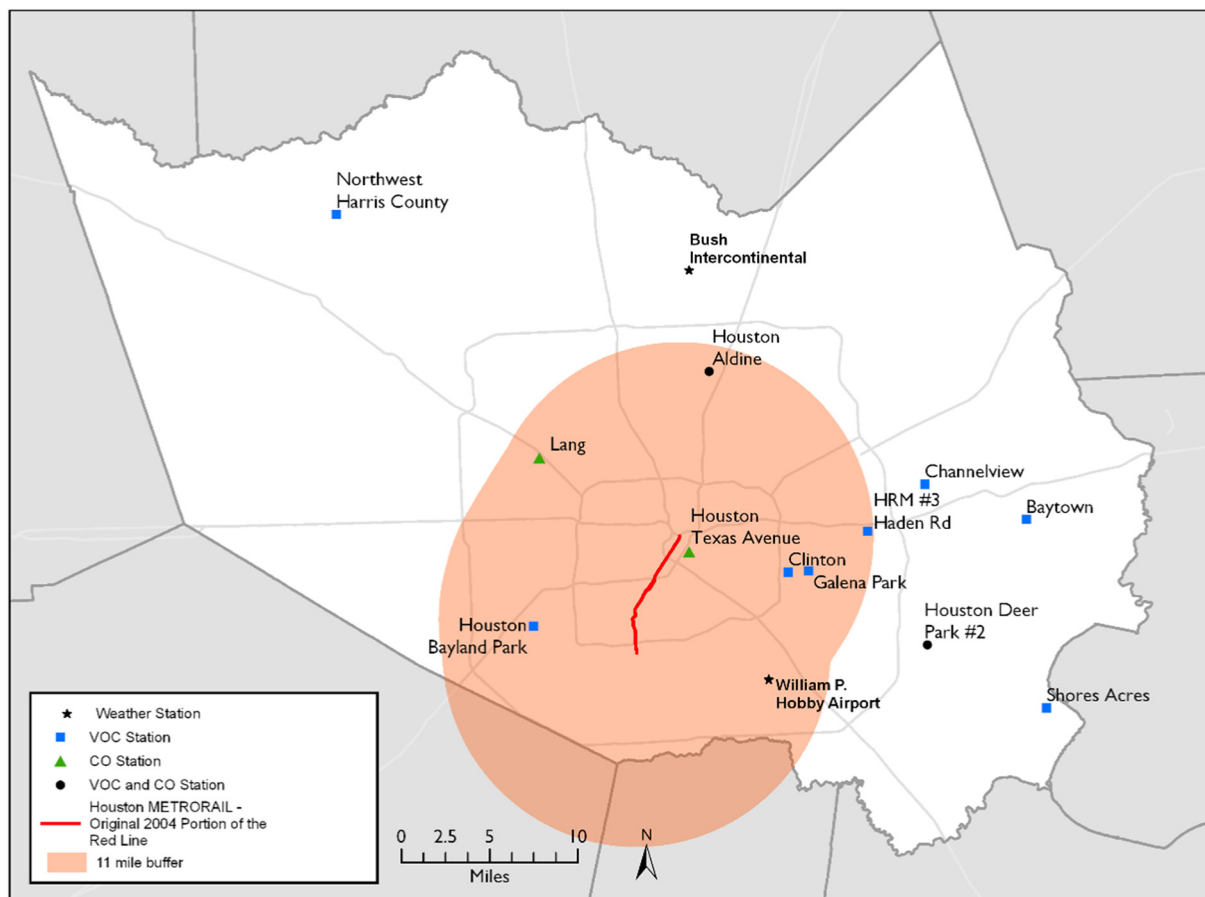 Northwest
Harris County
Bush
Intercontinental
Houston
Aldine
Lang
Channelview
HRM #3
Haden Rd
Baytown
Houston
Texas Avenue
Clinton
Galena Park
Houston
Bayland Park
Houston Deer
Park #2
William P.
Hobby Airport
Shores Acres
Weather Station
VOC Station
CO Station
VOC and CO Station
Houston METRORAIL -
Original 2004 Portion of the
Red Line
11 mile buffer
0 2.5 5 10
Miles
N